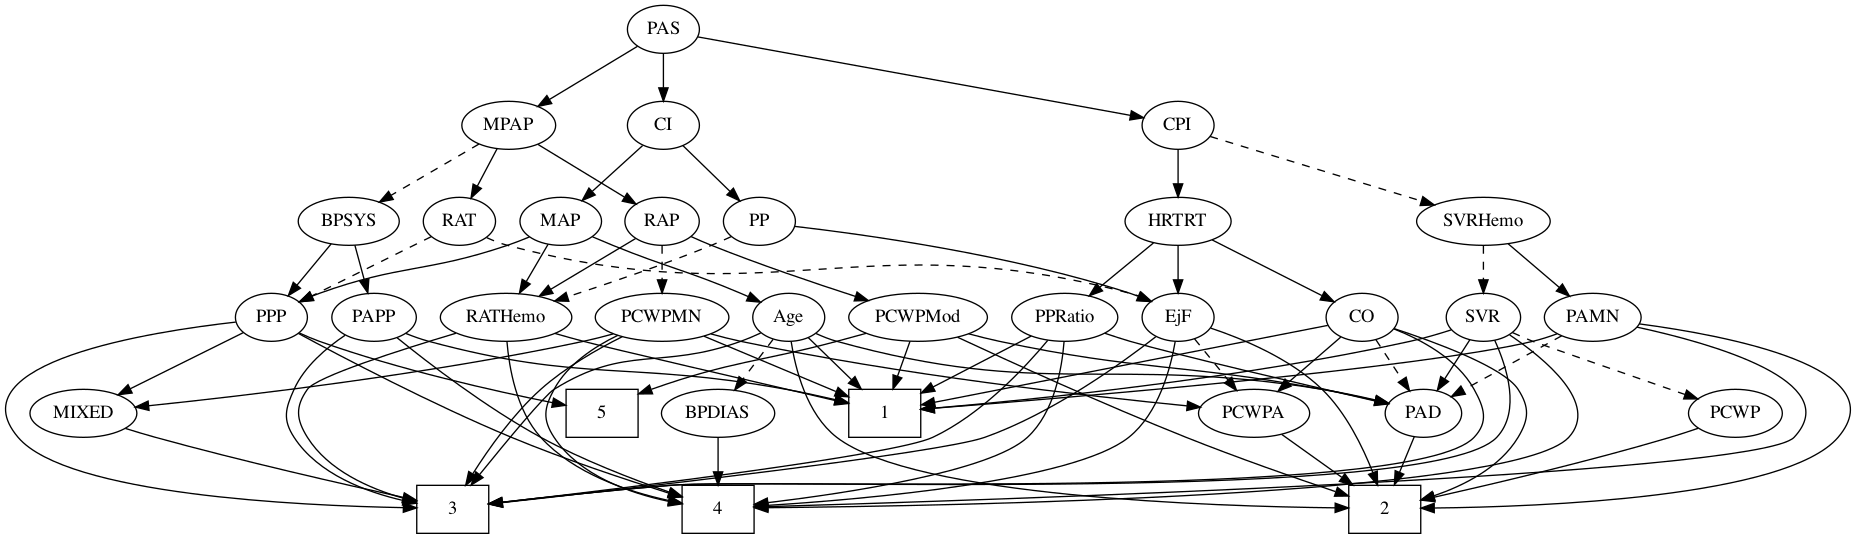 PAS
MPAP
CI
CPI
BPSYS
RAT
MAP
RAP
PP
HRTRT
SVRHemo
PPP
PAPP
RATHemo
PCWPMN
Age
PCWPMod
PPRatio
EjF
CO
SVR
PAMN
MIXED
5
BPDIAS
1
PCWPA
PAD
PCWP
3
4
2